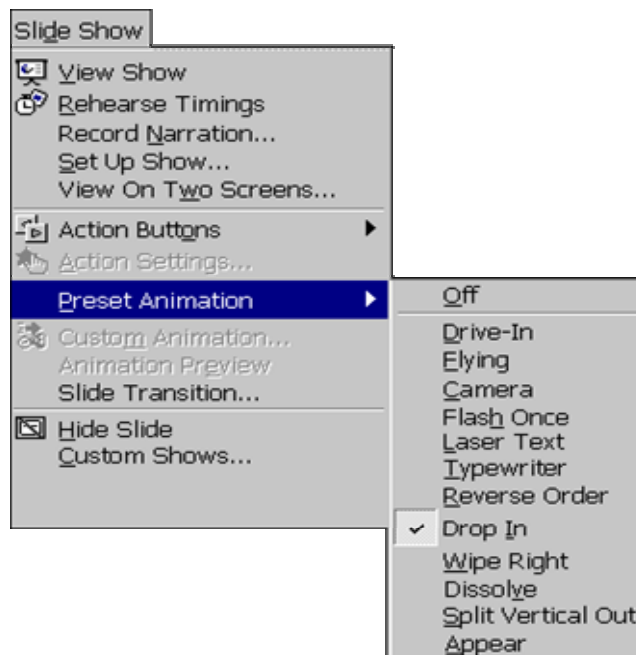 Slide Show
View Show
Rehearse Timings
Record Narration...
Set Up Show...
View On Two Screens...
Action Buttons
Action Settings...
Preset Animation
Custom Animation...
Animation Preview
Slide Transition...
Hide Slide
Custom Shows...
Off
Drive-In
Flying
Camera
Flash Once
Laser Text
Typewriter
Reverse Order
Drop In
Wipe Right
Dissolve
Split Vertical Out
Appear